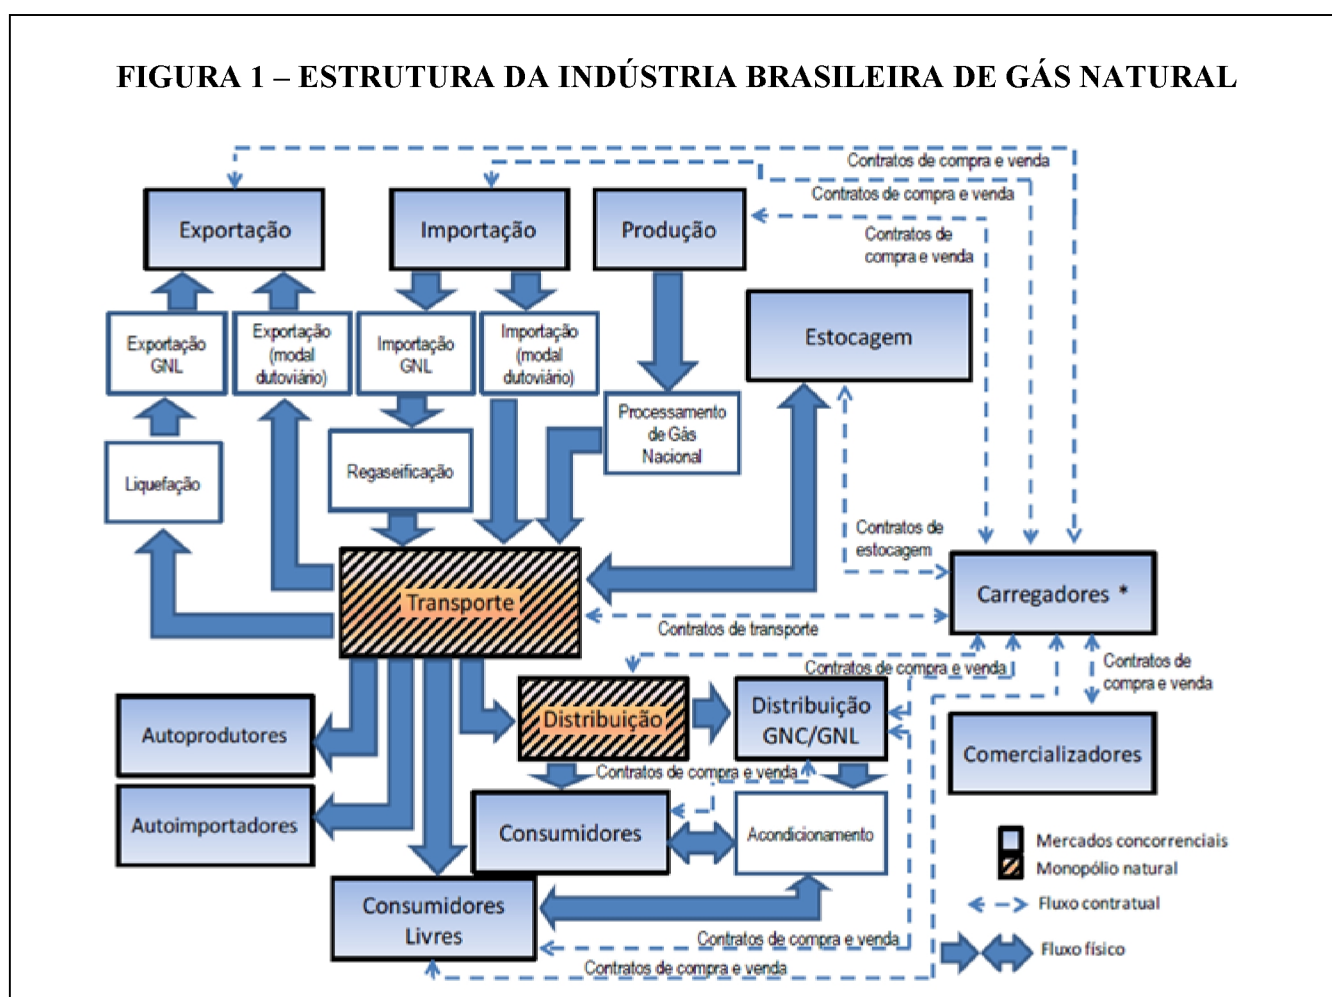 FIGURA 1 – ESTRUTURA DA INDÚSTRIA BRASILEIRA DE GÁS NATURAL
Contratos de compra e venda
Contratos de compra e venda
Contratos de
compra e venda
Exportação
Importação
Produção
Estocagem
Exportação
GNL
Exportação
(modal
dutoviário)
Importação
GNL
Importação
(modal
dutoviário)
Processamento
de Gás
Nacional
Liquefação
Regaseificação
Contratos de
estocagem
Transporte
Carregadores *
Contratos de transporte
Contratos de compra e venda
Contratos de
compra e venda
Autoprodutores
Distribuição
Distribuição
GNC/GNL
Comercializadores
Contratos de compra e venda
Autoimportadores
Consumidores
Acondicionamento
Consumidores
Livres
Contratos de compra e venda
Contratos de compra e venda
Mercados concorrenciais
Monopólio natural
Fluxo contratual
Fluxo físico